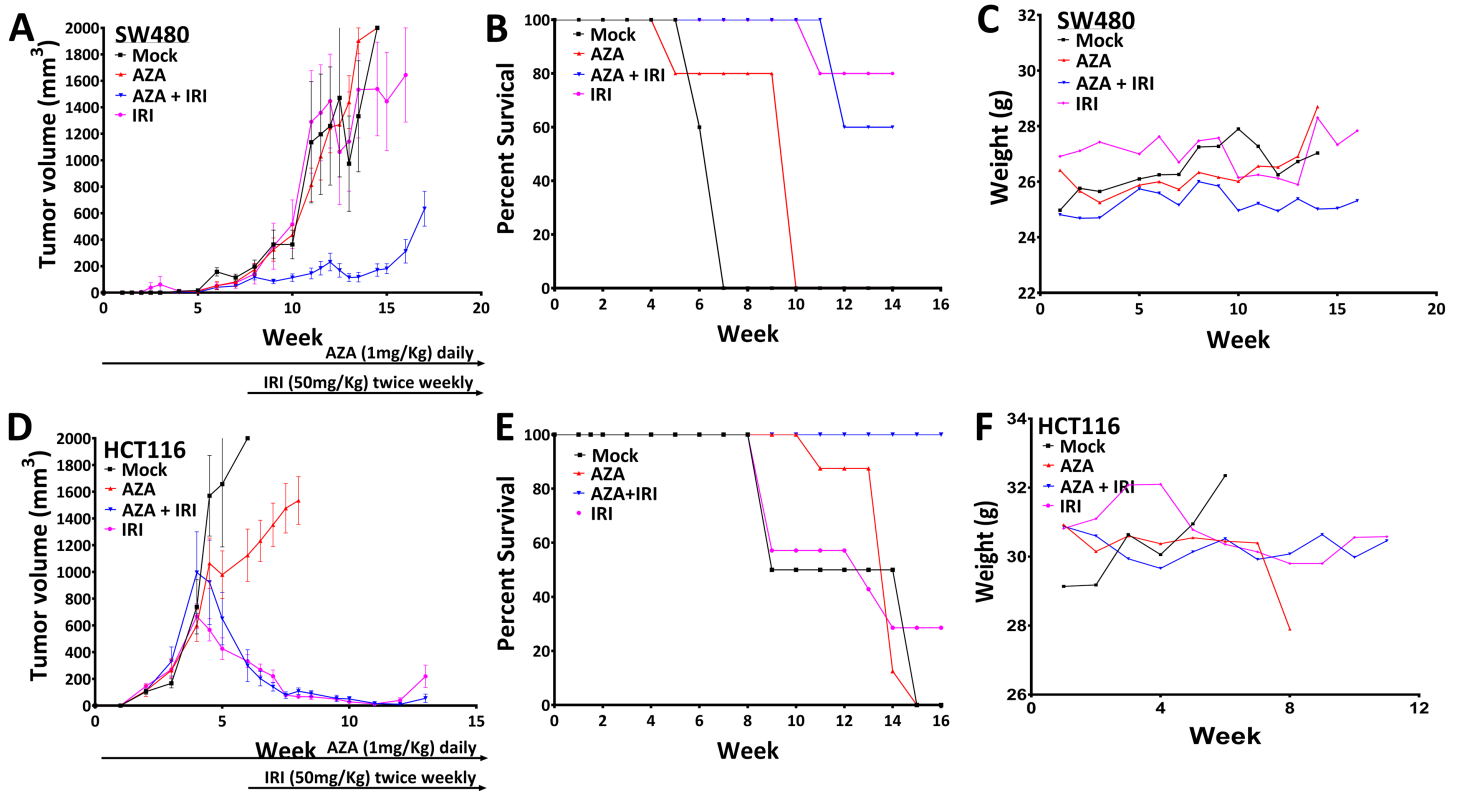 A
SW480
Mock
AZA
AZA + IRI
IRI
Tumor volume (mm3)
2000
1800
1600
1400
1200
1000
800
600
400
200
0
0 5 10 15 20
Week
AZA (1mg/Kg) daily
IRI (50mg/Kg) twice weekly
B
Mock
AZA
AZA + IRI
IRI
Percent Survical
100
80
60
40
20
0
0 2 4 6 8 10 12 14 16
Week
C
SW480
Mock
AZA
AZA + IRI
IRI
Weight (g)
32
30
28
26
24
22
0 5 10 15 20
Week
D
HCT116
Mock
AZA
AZA + IRI
IRI
Tumor volume (mm3)
2000
1800
1600
1400
1200
1000
800
600
400
200
0
0 5 10 15
Week
AZA (1mg/Kg) daily
IRI (50mg/Kg) twice weekly
E
Mock
AZA
AZA+IRI
IRI
Percent Survival
100
80
60
40
20
0
0 2 4 6 8 10 12 14 16
Week
F
HCT116
Mock
AZA
AZA + IRI
IRI
Weight (g)
34
32
30
28
26
0 4 8 12
Week